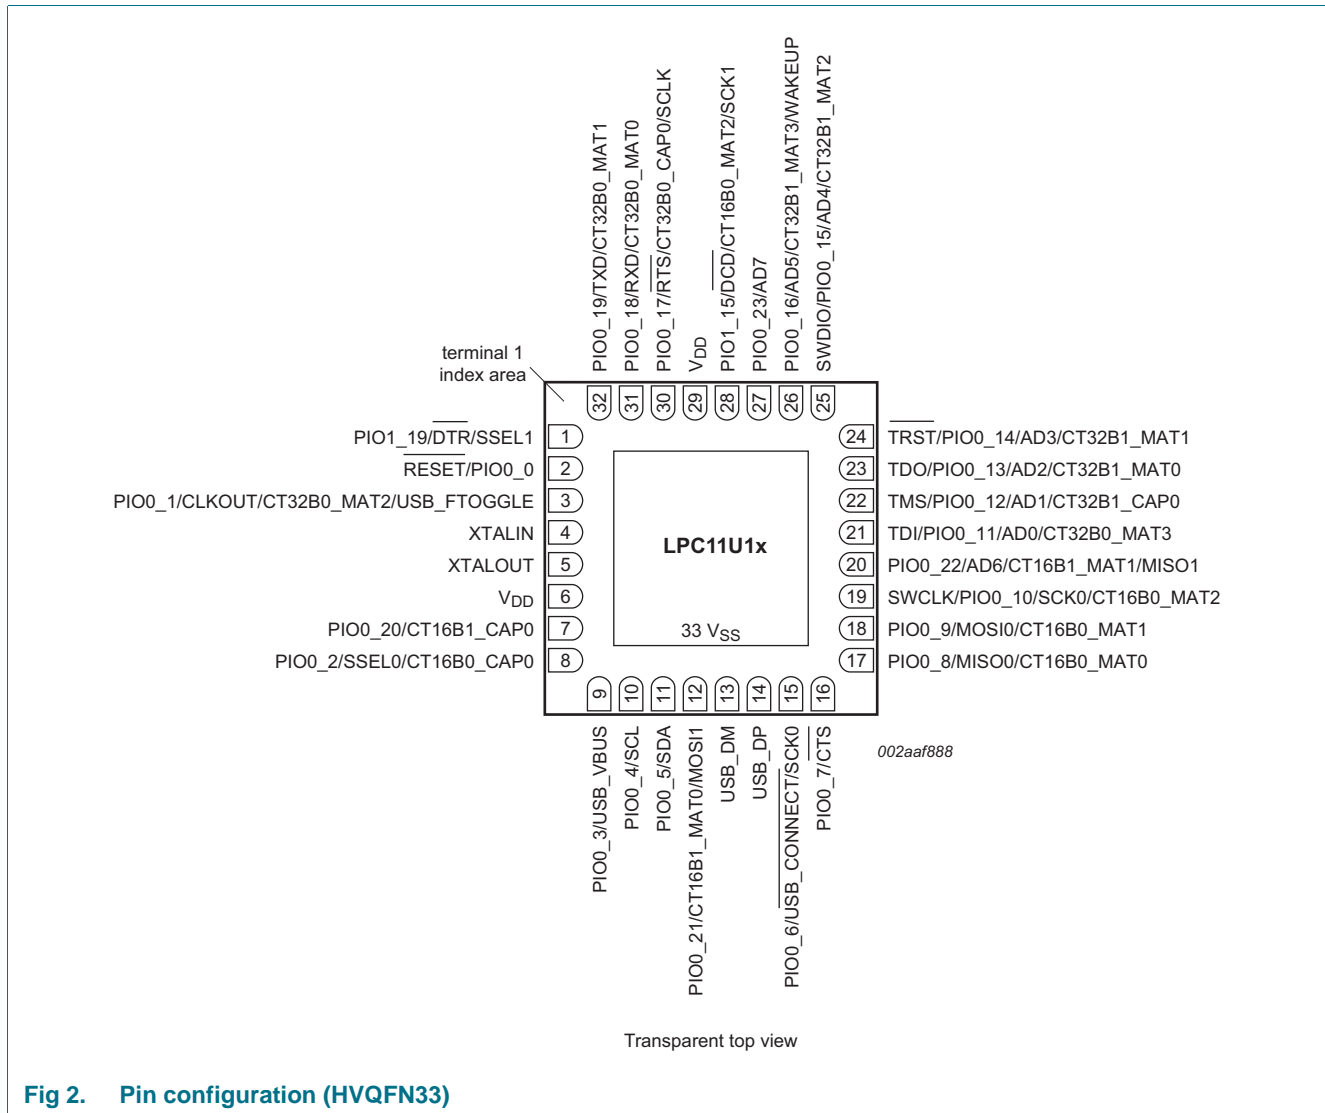 PIO0_19/TXD/CT32B0_MAT1
PIO0_18/RXD/CT32B0_MAT0
PIO0_17/RTS/CT32B0_CAP0/SCLK
VDD
PIO1_15/DCD/CT16B0_MAT2/SCK1
PIO0_23/AD7
PIO0_16/AD5/CT32B1_MAT3/WAKEUP
SWDIO/PIO0_15/AD4/CT32B1_MAT2
terminal 1
index area
32 31 30 29 28 27 26 25
PIO1_19/DTR/SSEL1 1
RESET/PIO0_0 2
PIO0_1/CLKOUT/CT32B0_MAT2/USB_FTOGGLE 3
XTALIN 4
XTALOUT 5
VDD 6
PIO0_20/CT16B1_CAP0 7
PIO0_2/SSEL0/CT16B0_CAP0 8
LPC11U1x
33 VSS
24 TRST/PIO0_14/AD3/CT32B1_MAT1
23 TDO/PIO0_13/AD2/CT32B1_MAT0
22 TMS/PIO0_12/AD1/CT32B1_CAP0
21 TDI/PIO0_11/AD0/CT32B0_MAT3
20 PIO0_22/AD6/CT16B1_MAT1/MISO1
19 SWCLK/PIO0_10/SCK0/CT16B0_MAT2
18 PIO0_9/MOSI0/CT16B0_MAT1
17 PIO0_8/MISO0/CT16B0_MAT0
9 10 11 12 13 14 15 16
PIO0_3/USB_VBUS
PIO0_4/SCL
PIO0_5/SDA
PIO0_21/CT16B1_MAT0/MOSI1
USB_DM
USB_DP
PIO0_6/USB_CONNECT/SCK0
PIO0_7/CTS
002aaf888
Transparent top view
Fig 2. Pin configuration (HVQFN33)